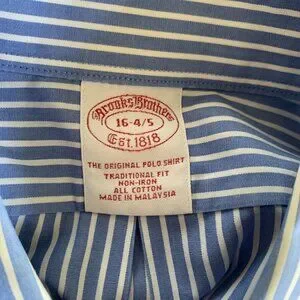 Brooks Brothers
16-4/5
Est. 1818
THE ORIGINAL POLO SHIRT
TRADITIONAL FIT
NON-IRON
ALL COTTON
MADE IN MALAYSIA